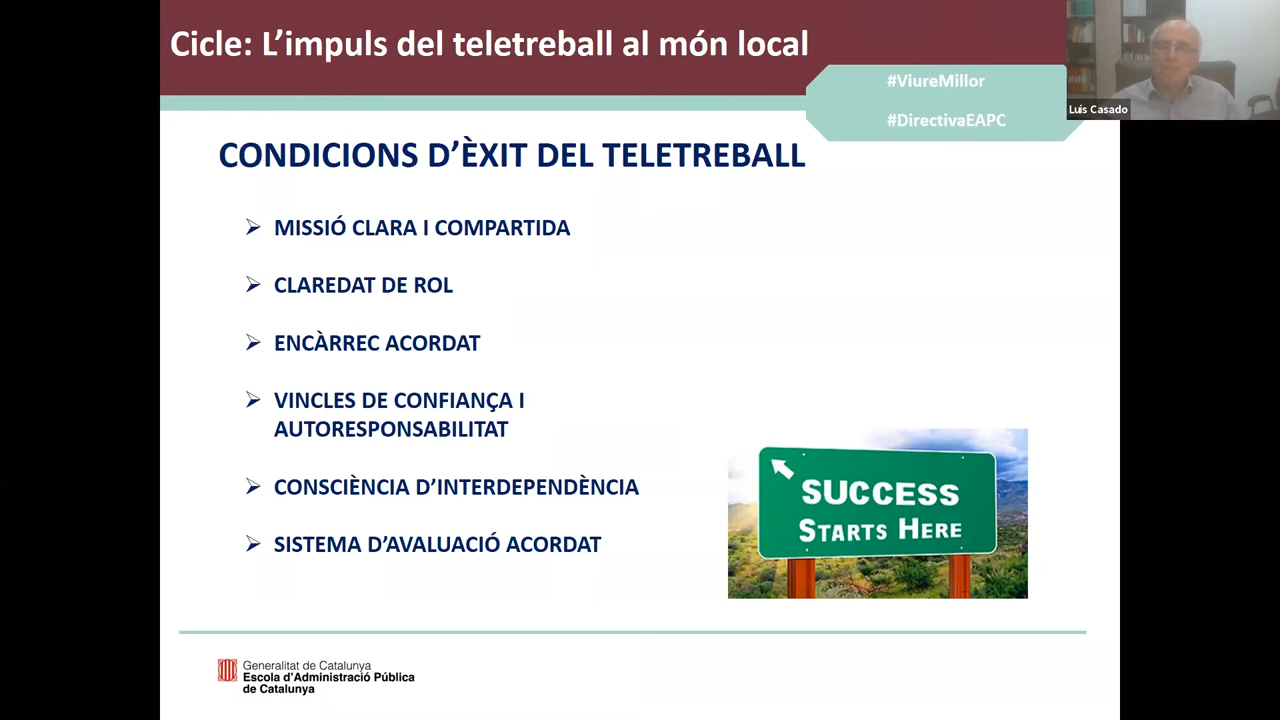 Cicle: L’impuls del teletreball al món local
#ViureMillor
#DirectivaEAPC
Luis Casado
CONDICIONS D’ÈXIT DEL TELETREBALL
MISSIÓ CLARA I COMPARTIDA
CLAREDAT DE ROL
ENCÀRREC ACORDAT
VINCLES DE CONFIANÇA I
AUTORESPONSABILITAT
CONSCIÈNCIA D’INTERDEPENDÈNCIA
SISTEMA D’AVALUACIÓ ACORDAT
SUCCESS
STARTS HERE
Generalitat de Catalunya
Escola d’Administració Pública
de Catalunya